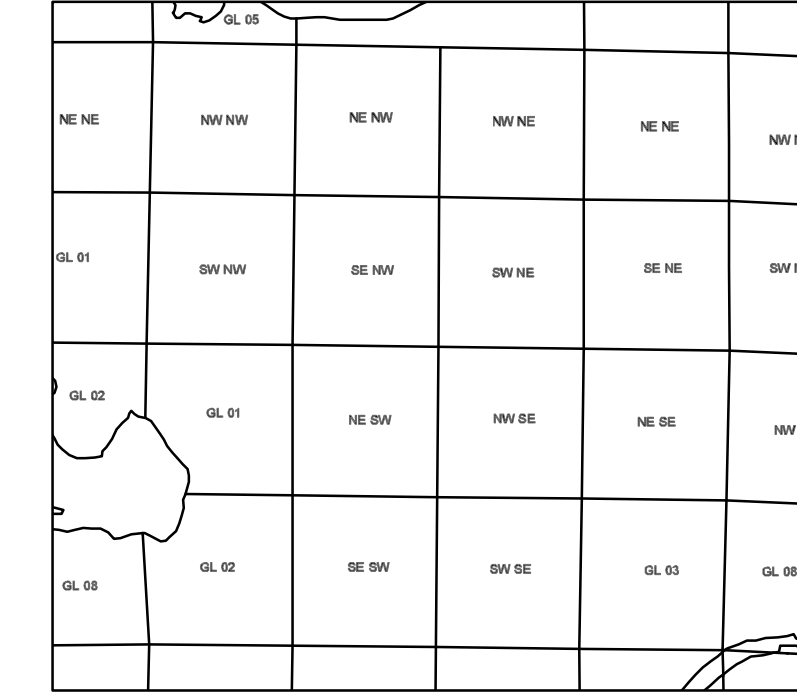 GL 05
NE NE
NW NW
NE NW
NW NE
NE NE
NW
GL 01
SW NW
SE NW
SW NE
SE NE
SW
GL 02
GL 01
NE SW
NW SE
NE SE
NW
GL 08
GL 02
SE SW
SW SE
GL 03
GL 08